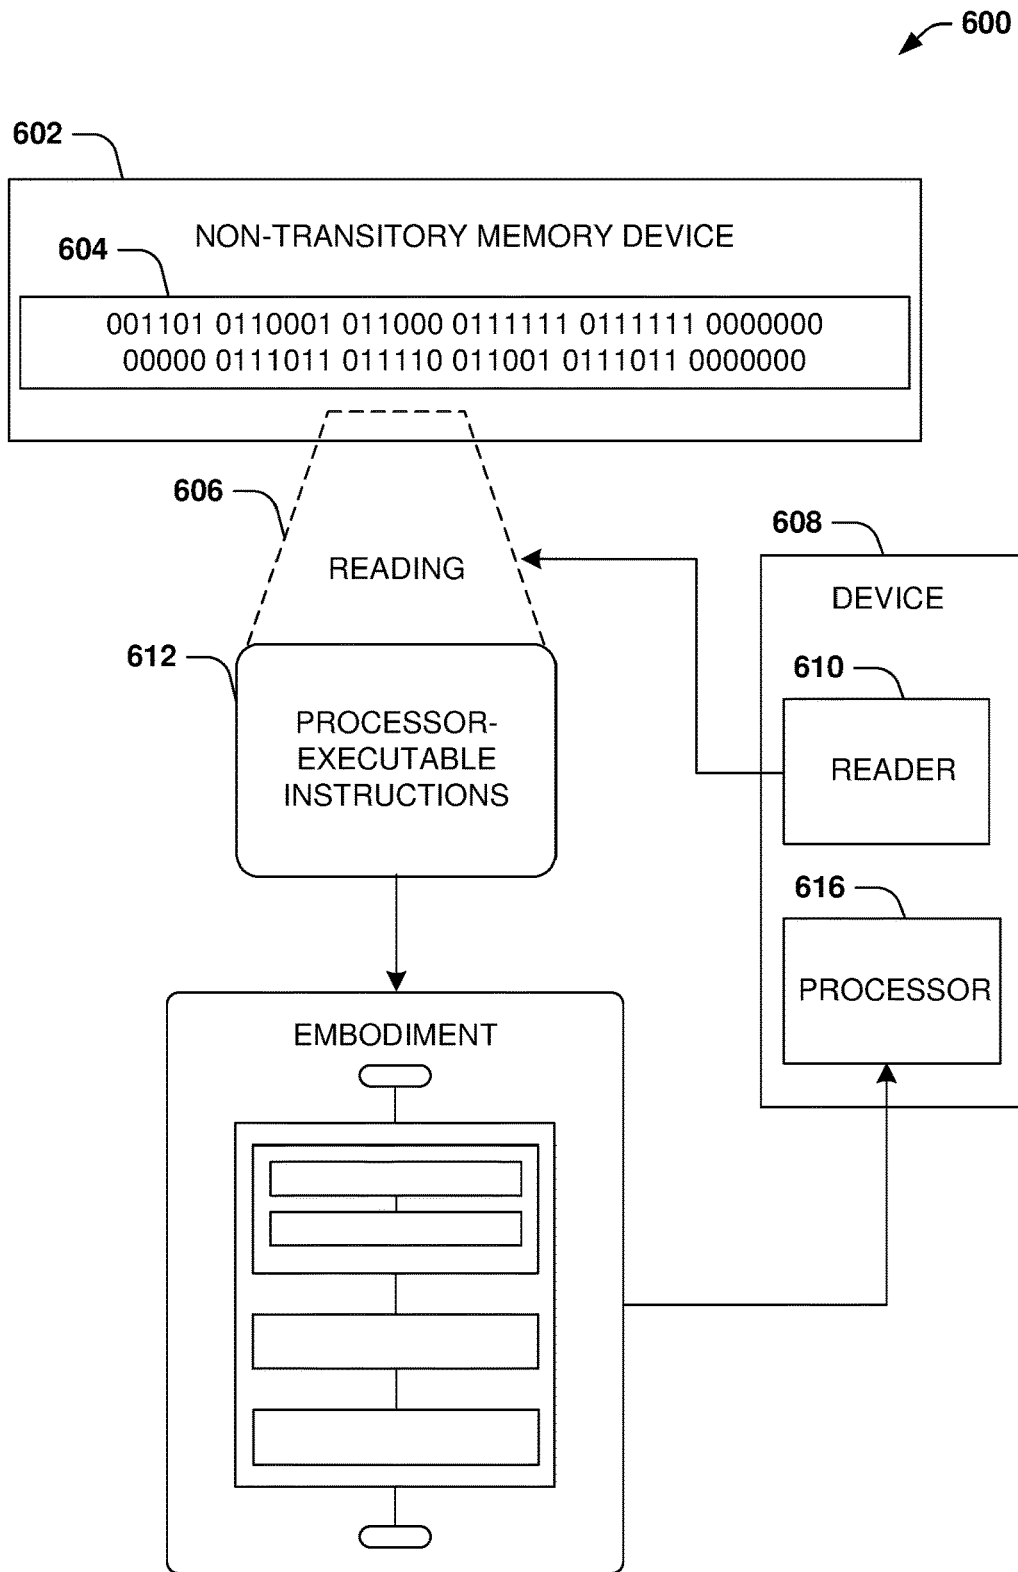 600
602
NON-TRANSITORY MEMORY DEVICE
604
001101 0110001 011000 0111111 0111111 0000000
00000 0111011 011110 011001 0111011 0000000
606
READING
608
DEVICE
612
PROCESSOR-
EXECUTABLE
INSTRUCTIONS
610
READER
616
PROCESSOR
EMBODIMENT